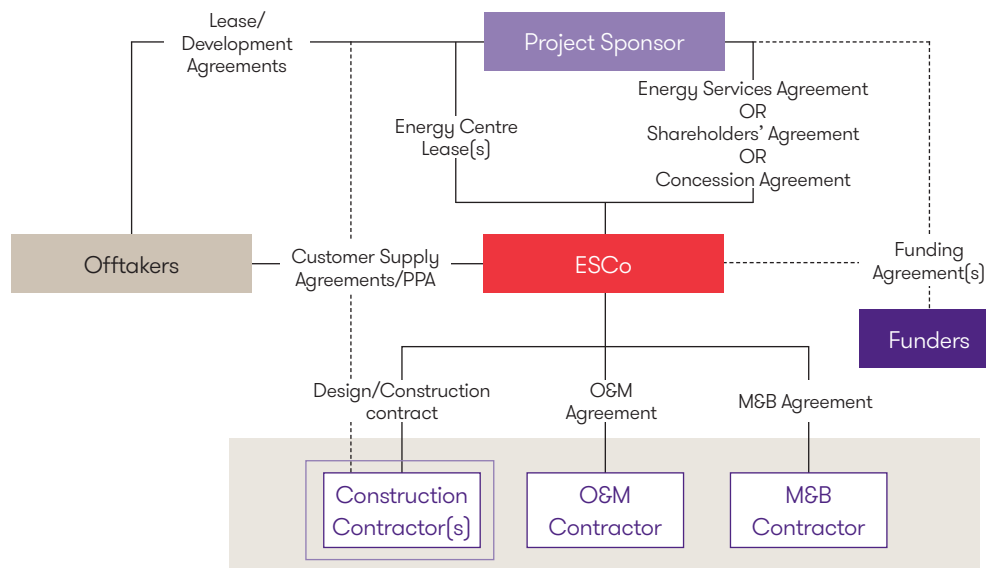 Lease/
Development
Agreements
Project Sponsor
Energy Services Agreement
OR
Shareholders’ Agreement
OR
Concession Agreement
Energy Centre
Lease(s)
Offtakers
Customer Supply
Agreements/PPA
ESCo
Funding
Agreement(s)
Funders
Design/Construction
contract
O&M
Agreement
M&B Agreement
Construction
Contractor(s)
O&M
Contractor
M&B
Contractor